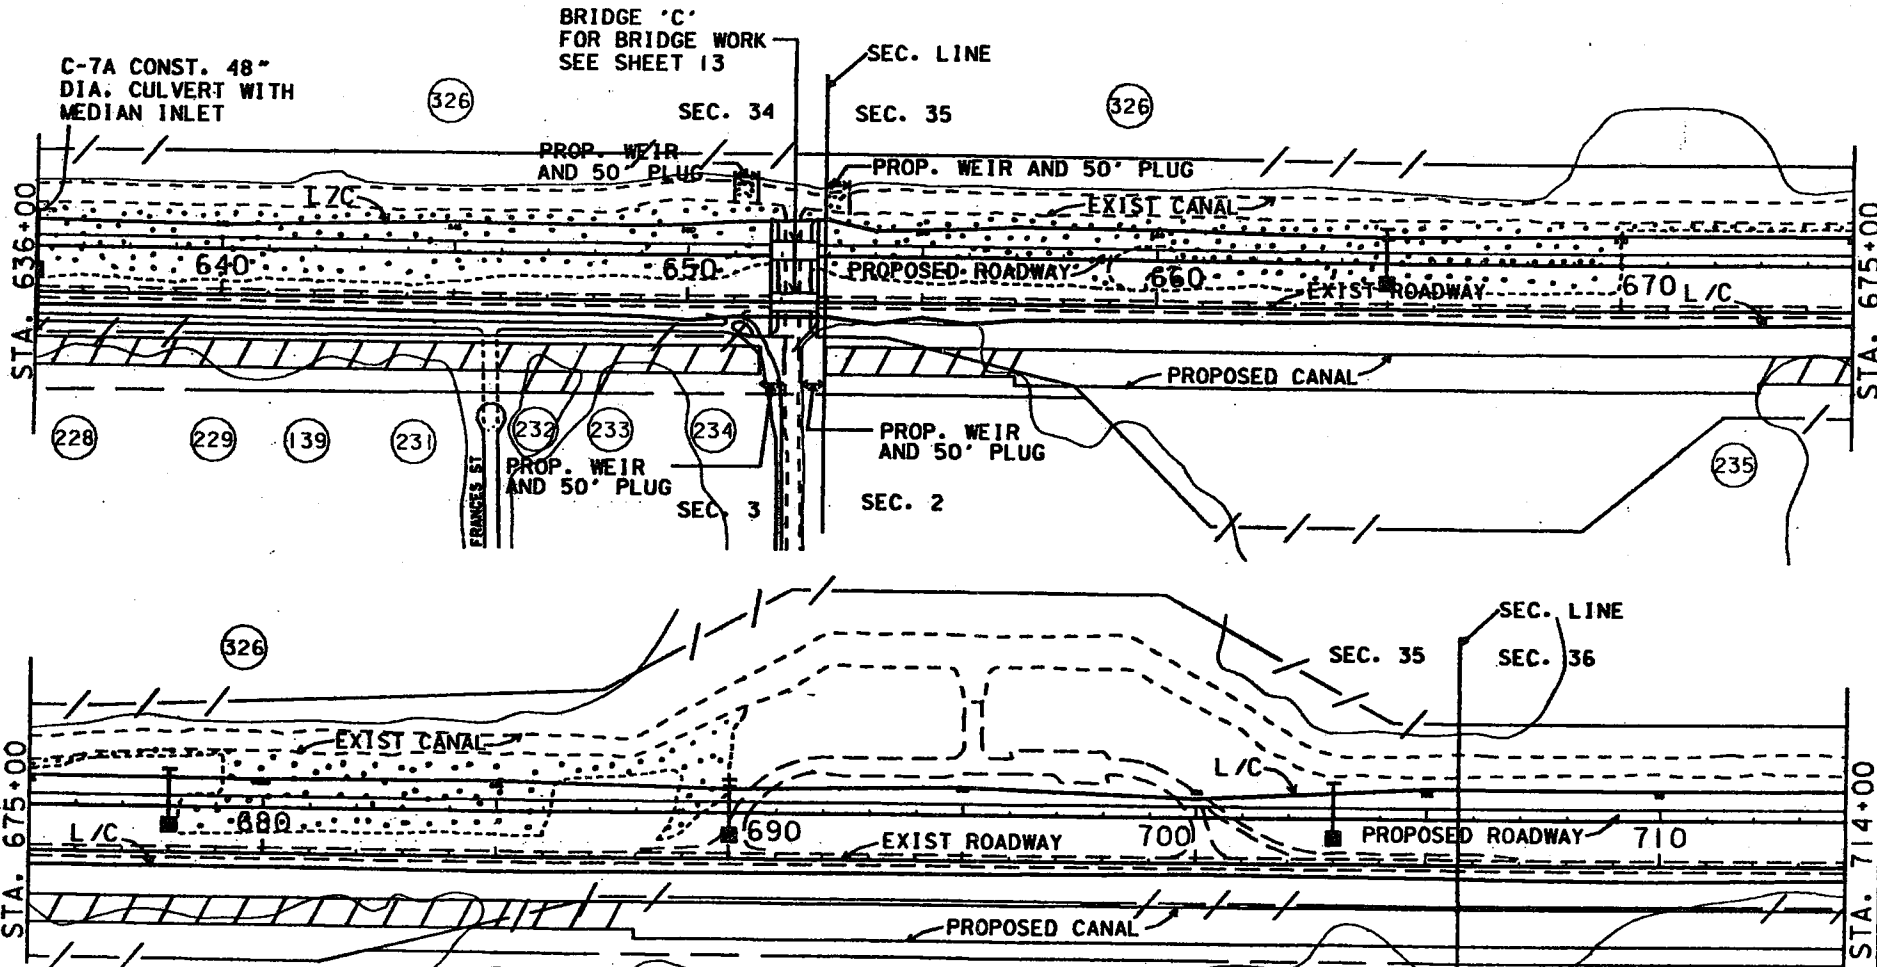 BRIDGE 'C'
FOR BRIDGE WORK
SEE SHEET 13
SEC. LINE
C-7A CONST. 48"
DIA. CULVERT WITH
MEDIAN INLET
326
SEC. 34
SEC. 35
326
PROP. WEIR
AND 50' PLUG
PROP. WEIR AND 50' PLUG
L/C
EXIST CANAL
STA. 636+00
640
650
PROPOSED ROADWAY
660
EXIST ROADWAY
670
L/C
STA. 675+00
PROPOSED CANAL
228
229
139
231
232
233
234
PROP. WEIR
AND 50' PLUG
PROP. WEIR
AND 50' PLUG
235
FRANCES ST
SEC. 3
SEC. 2
SEC. LINE
326
SEC. 35
SEC. 36
EXIST CANAL
L/C
STA. 675+00
L/C
680
690
EXIST ROADWAY
700
PROPOSED ROADWAY
710
STA. 714+00
PROPOSED CANAL